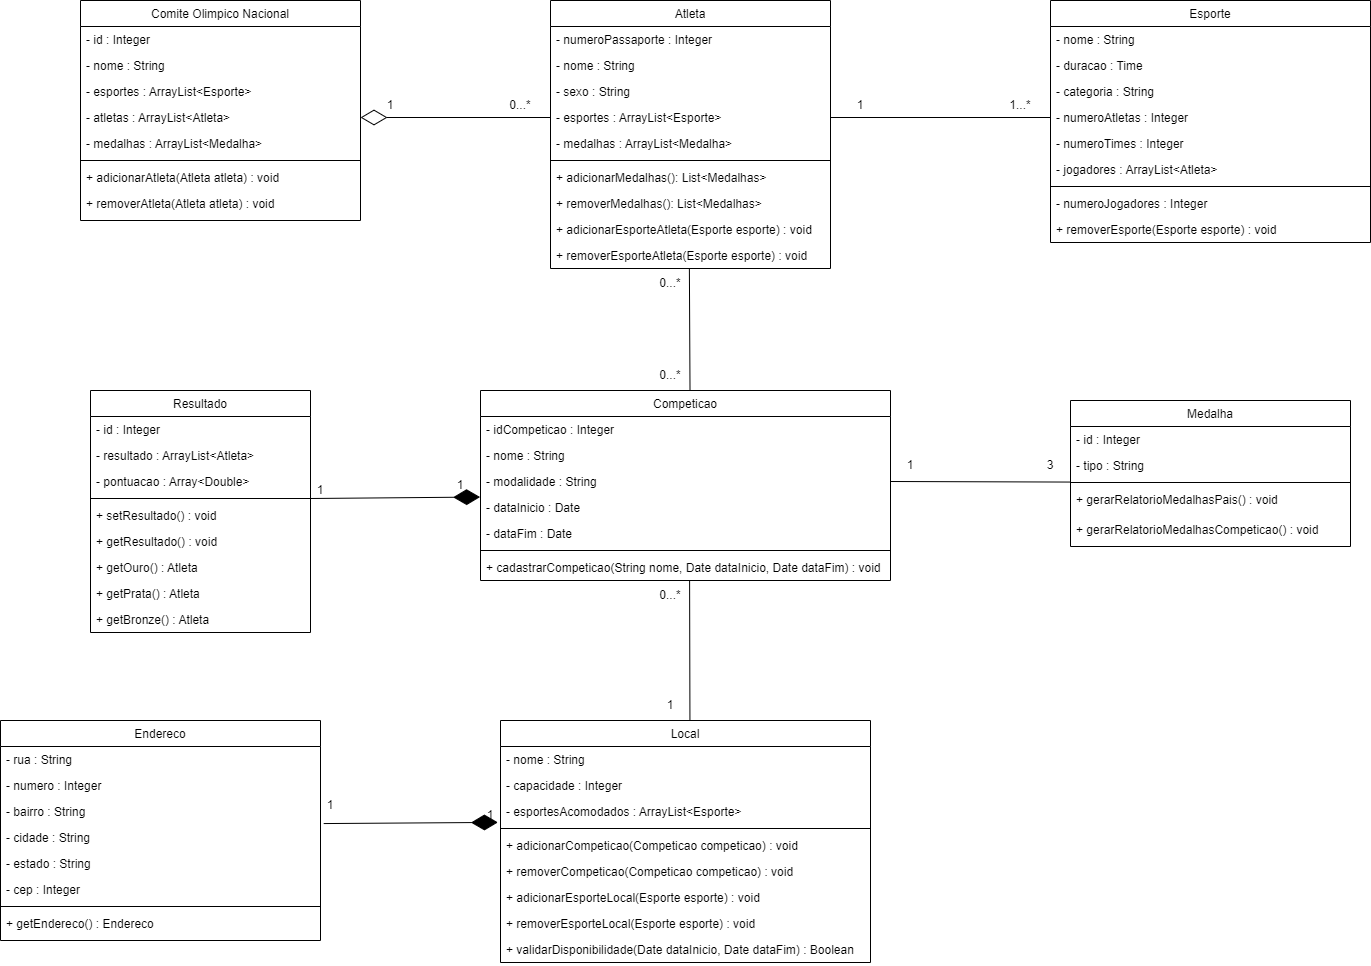 Comite Olimpico Nacional
- id : Integer
- nome : String
- esportes : ArrayList<Esporte>
- atletas : ArrayList<Atleta>
- medalhas : ArrayList<Medalha>
+ adicionarAtleta(Atleta atleta) : void
+ removerAtleta(Atleta atleta) : void
1
0...*
Atleta
- numeroPassaporte : Integer
- nome : String
- sexo : String
- esportes : ArrayList<Esporte>
- medalhas : ArrayList<Medalha>
+ adicionarMedalhas(): List<Medalhas>
+ removerMedalhas(): List<Medalhas>
+ adicionarEsporteAtleta(Esporte esporte) : void
+ removerEsporteAtleta(Esporte esporte) : void
1
1...*
Esporte
- nome : String
- duracao : Time
- categoria : String
- numeroAtletas : Integer
- numeroTimes : Integer
- jogadores : ArrayList<Atleta>
- numeroJogadores : Integer
+ removerEsporte(Esporte esporte) : void
0...*
0...*
Resultado
- id : Integer
- resultado : ArrayList<Atleta>
- pontuacao : Array<Double>
+ setResultado() : void
+ getResultado() : void
+ getOuro() : Atleta
+ getPrata() : Atleta
+ getBronze() : Atleta
1
1
Competicao
- idCompeticao : Integer
- nome : String
- modalidade : String
- dataInicio : Date
- dataFim : Date
+ cadastrarCompeticao(String nome, Date dataInicio, Date dataFim) : void
1
3
Medalha
- id : Integer
- tipo : String
+ gerarRelatorioMedalhasPais() : void
+ gerarRelatorioMedalhasCompeticao() : void
0...*
1
Endereco
- rua : String
- numero : Integer
- bairro : String
- cidade : String
- estado : String
- cep : Integer
+ getEndereco() : Endereco
1
1
Local
- nome : String
- capacidade : Integer
- esportesAcomodados : ArrayList<Esporte>
+ adicionarCompeticao(Competicao competicao) : void
+ removerCompeticao(Competicao competicao) : void
+ adicionarEsporteLocal(Esporte esporte) : void
+ removerEsporteLocal(Esporte esporte) : void
+ validarDisponibilidade(Date dataInicio, Date dataFim) : Boolean